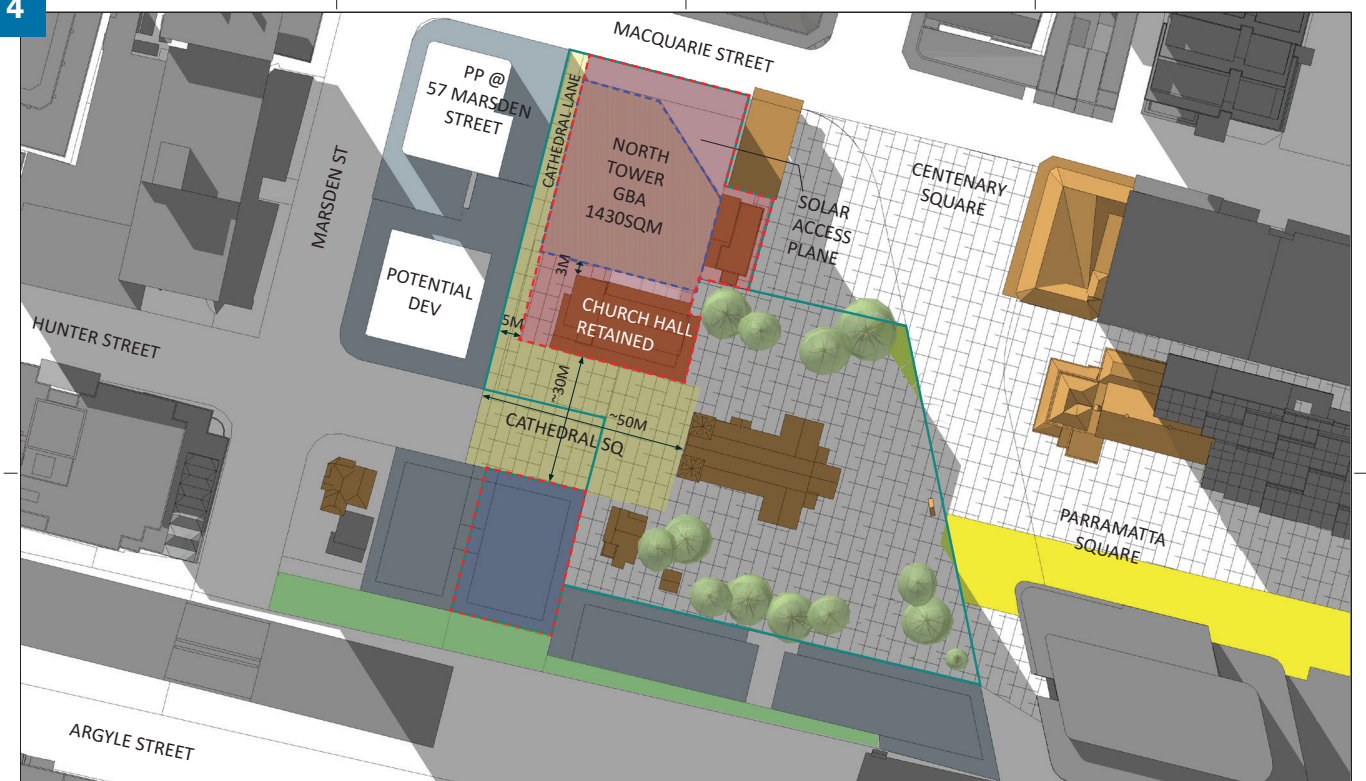 4
MACQUARIE STREET
PP @
57 MARSDEN
STREET
CATHEDRAL LANE
NORTH
TOWER
GBA
1430SQM
CENTENARY
SQUARE
SOLAR
ACCESS
PLANE
MARSDEN ST
3M
POTENTIAL
DEV
CHURCH HALL
RETAINED
5M
HUNTER STREET
~30M
~50M
CATHEDRAL SQ
PARRAMATTA
SQUARE
ARGYLE STREET